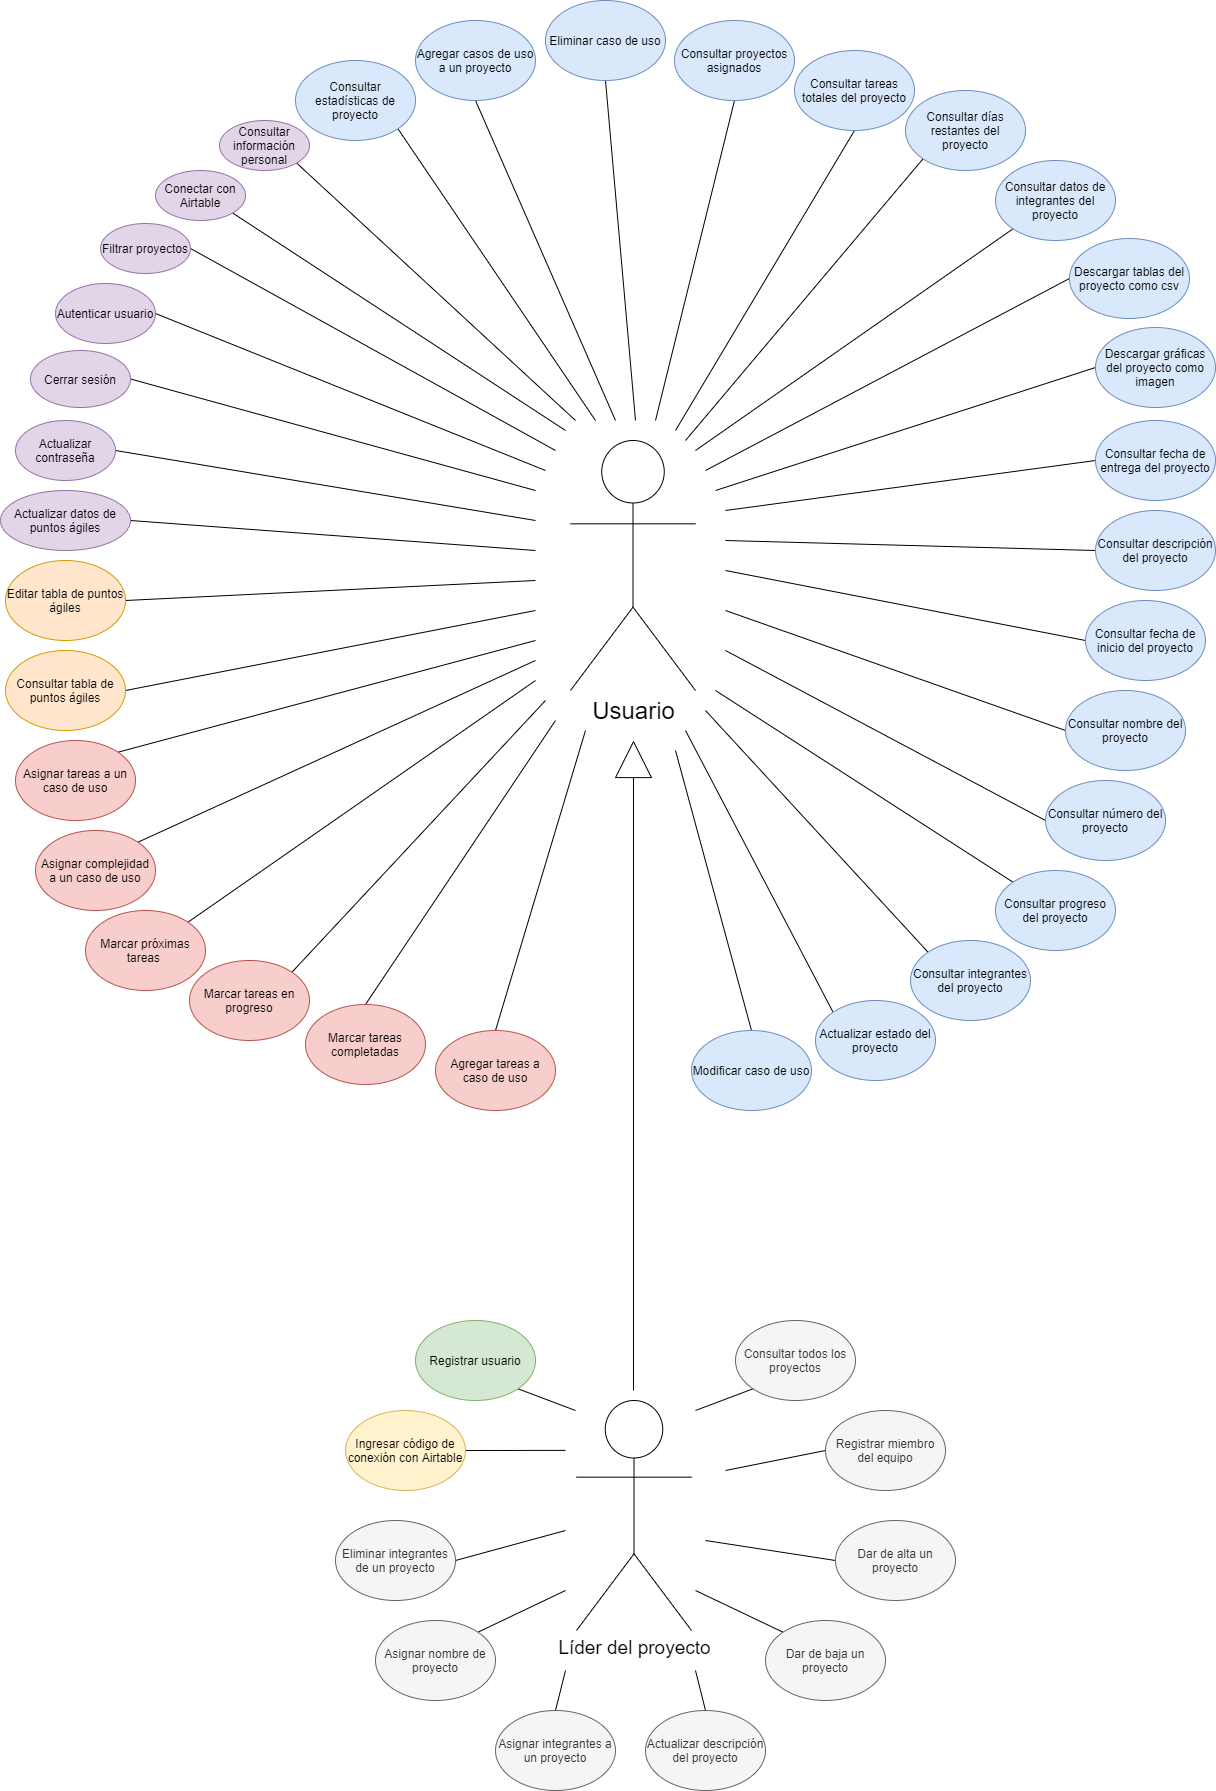 Eliminar caso de uso
Agregar casos de uso
a un proyecto
Consultar proyectos
asignados
Consultar
estadísticas de
proyecto
Consultar tareas
totales del proyecto
Consultar días
restantes del
proyecto
Consultar
información
personal
Conectar con
Airtable
Consultar datos de
integrantes del
proyecto
Filtrar proyectos
Descargar tablas del
proyecto como csv
Autenticar usuario
Descargar gráficas
del proyecto como
imagen
Cerrar sesión
Actualizar
contraseña
Consultar fecha de
entrega del proyecto
Actualizar datos de
puntos ágiles
Consultar descripción
del proyecto
Editar tabla de puntos
ágiles
Consultar fecha de
inicio del proyecto
Consultar tabla de
puntos ágiles
Usuario
Consultar nombre del
proyecto
Asignar tareas a un
caso de uso
Consultar número del
proyecto
Asignar complejidad
a un caso de uso
Consultar progreso
del proyecto
Marcar próximas
tareas
Consultar integrantes
del proyecto
Marcar tareas en
progreso
Actualizar estado del
proyecto
Marcar tareas
completadas
Agregar tareas a
caso de uso
Modificar caso de uso
Registrar usuario
Consultar todos los
proyectos
Ingresar código de
conexión con Airtable
Registrar miembro
del equipo
Eliminar integrantes
de un proyecto
Dar de alta un
proyecto
Líder del proyecto
Asignar nombre de
proyecto
Dar de baja un
proyecto
Asignar integrantes a
un proyecto
Actualizar descripción
del proyecto